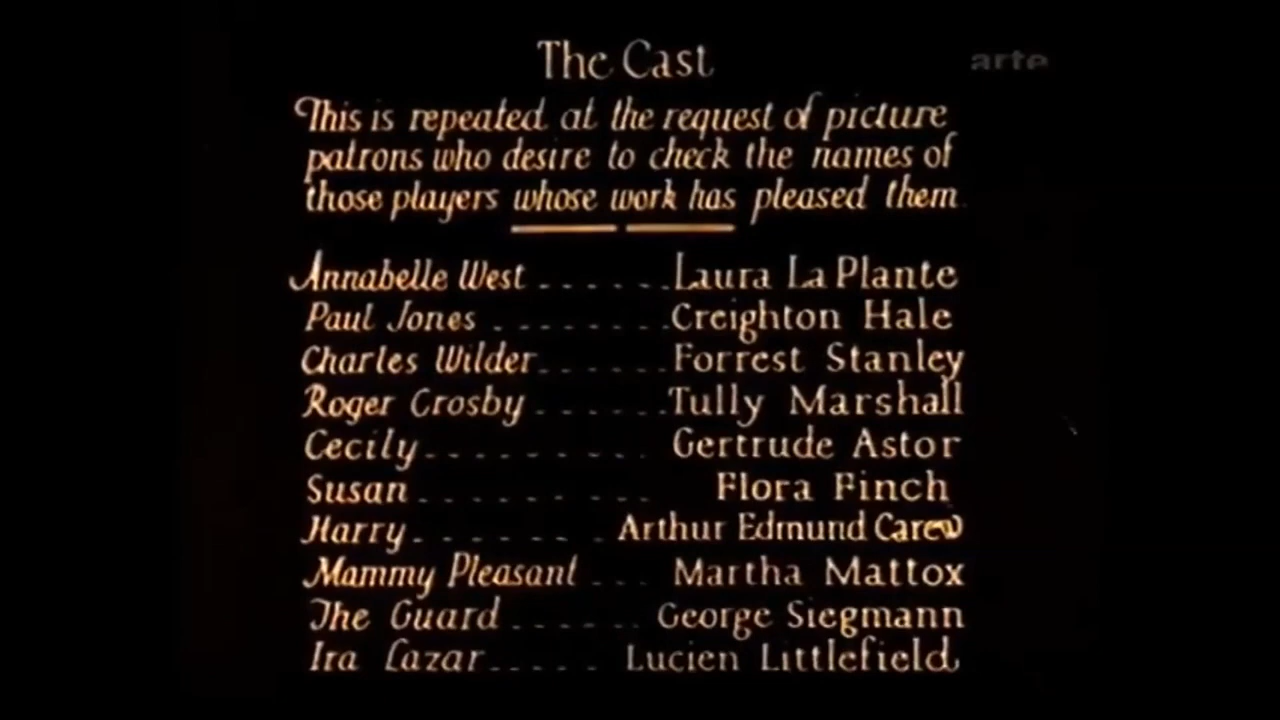 The Cast
arte
This is repeated at the request of picture
patrons who desire to check the names of
those players whose work has pleased them.
Annabelle West . . . . . . Laura La Plante
Paul Jones . . . . . . . . Creighton Hale
Charles Wilder . . . . . . Forrest Stanley
Roger Crosby . . . . . . Tully Marshall
Cecily . . . . . . . . . Gertrude Astor
Susan . . . . . . . . . Flora Finch
Harry . . . . . . . Arthur Edmund Carew
Mammy Pleasant . . . Martha Mattox
The Guard . . . . . . George Siegmann
Ira Lazar . . . . . Lucien Littlefield